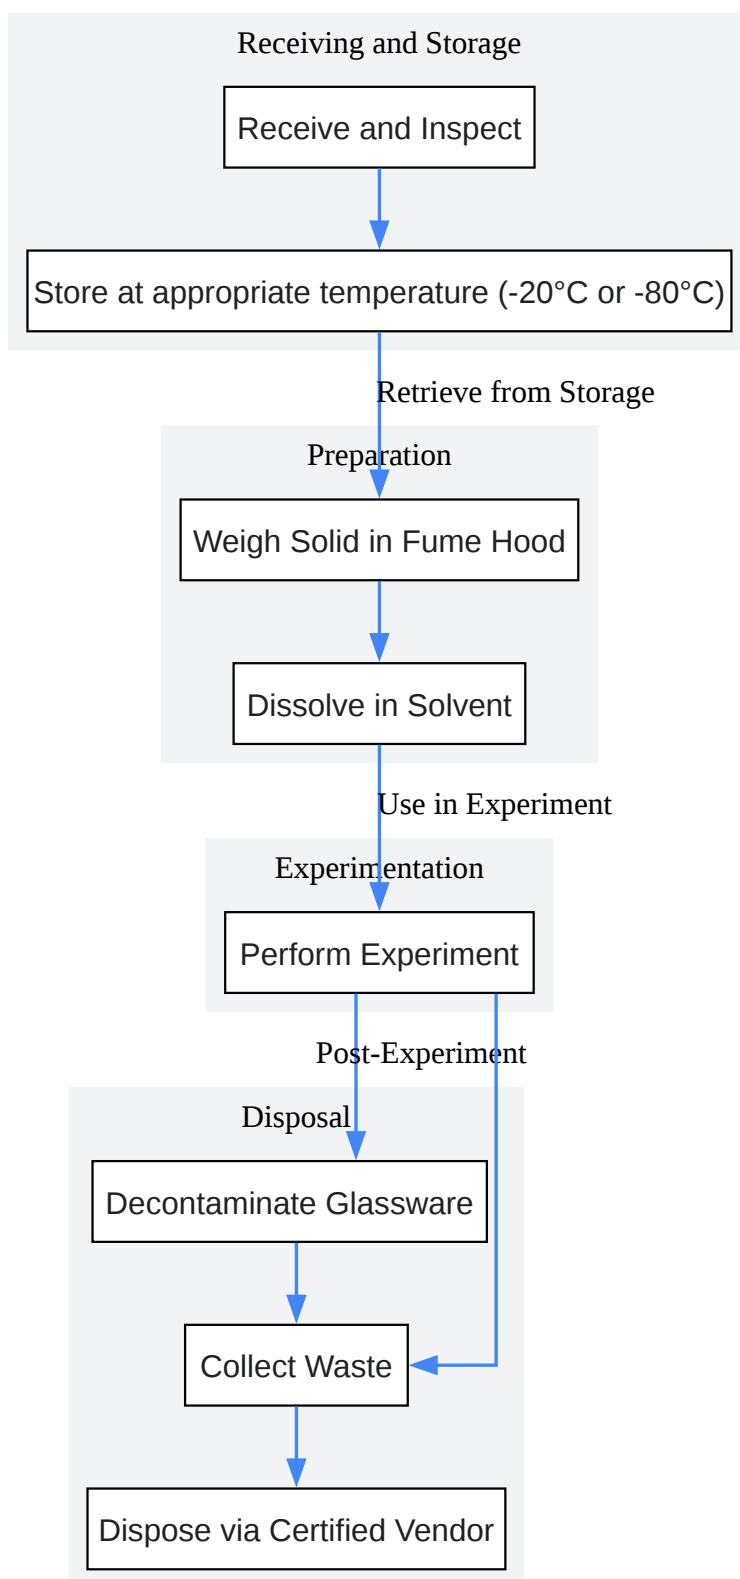 Receiving and Storage
Receive and Inspect
Store at appropriate temperature (-20°C or -80°C)
Retrieve from Storage
Preparation
Weigh Solid in Fume Hood
Dissolve in Solvent
Use in Experiment
Experimentation
Perform Experiment
Post-Experiment
Disposal
Decontaminate Glassware
Collect Waste
Dispose via Certified Vendor